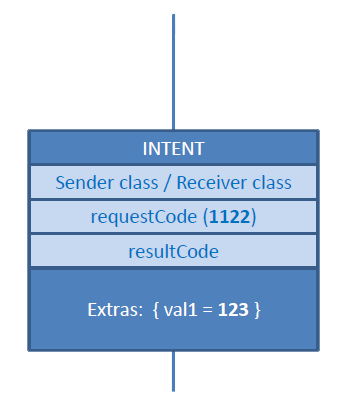 INTENT
Sender class / Receiver class
requestCode (1122)
resultCode
Extras:  { val1 = 123 }